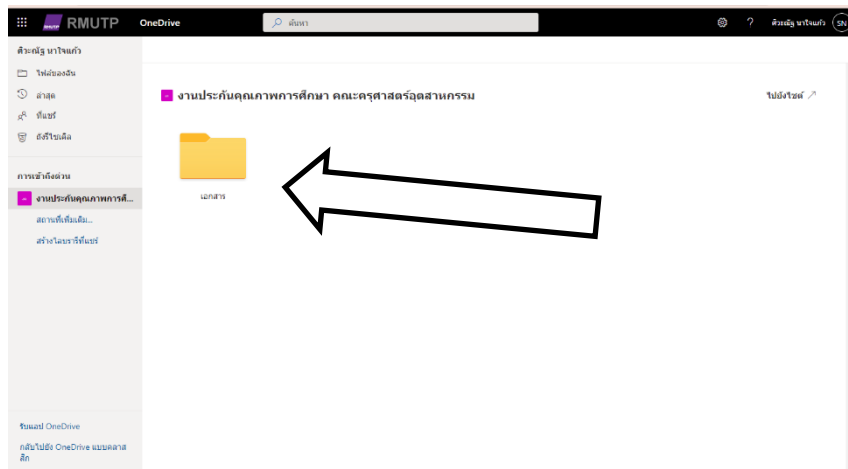 RMUTP RMUTP OneDrive ค้นหา ? ศิวะณัฐ นาใจแก้ว SN
ศิวะณัฐ นาใจแก้ว
ไฟล์ของฉัน
ล่าสุด
ที่แชร์
ถังรีไซเคิล
การเข้าถึงด่วน
งานประกันคุณภาพการศึ...
สถานที่เพิ่มเติม...
สร้างไลบรารีที่แชร์
รับแอป OneDrive
กลับไปยัง OneDrive แบบคลาส
สิก
งานประกันคุณภาพการศึกษา คณะครุศาสตร์อุตสาหกรรม
ไปยังไซต์
เอกสาร